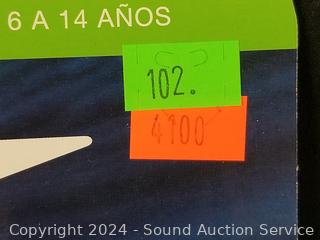 6 A 14 AÑOS
102.
4100
Copyright 2024 - Sound Auction Service